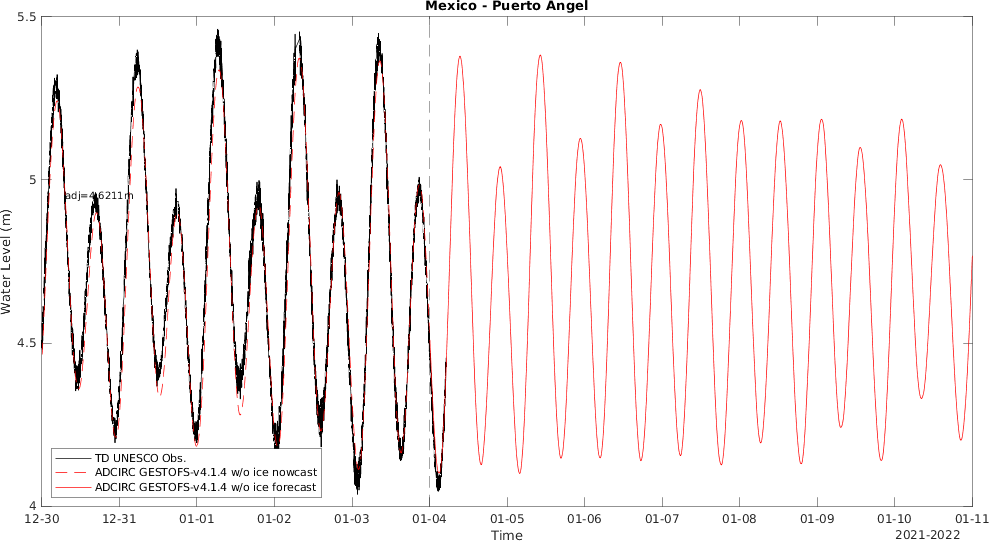 Mexico - Puerto Angel
5.5
5
4.5
4
Water Level (m)
adj=4.6211m
TD UNESCO Obs.
ADCIRC GESTOFS-v4.1.4 w/o ice nowcast
ADCIRC GESTOFS-v4.1.4 w/o ice forecast
12-30 12-31 01-01 01-02 01-03 01-04 01-05 01-06 01-07 01-08 01-09 01-10 01-11
Time
2021-2022